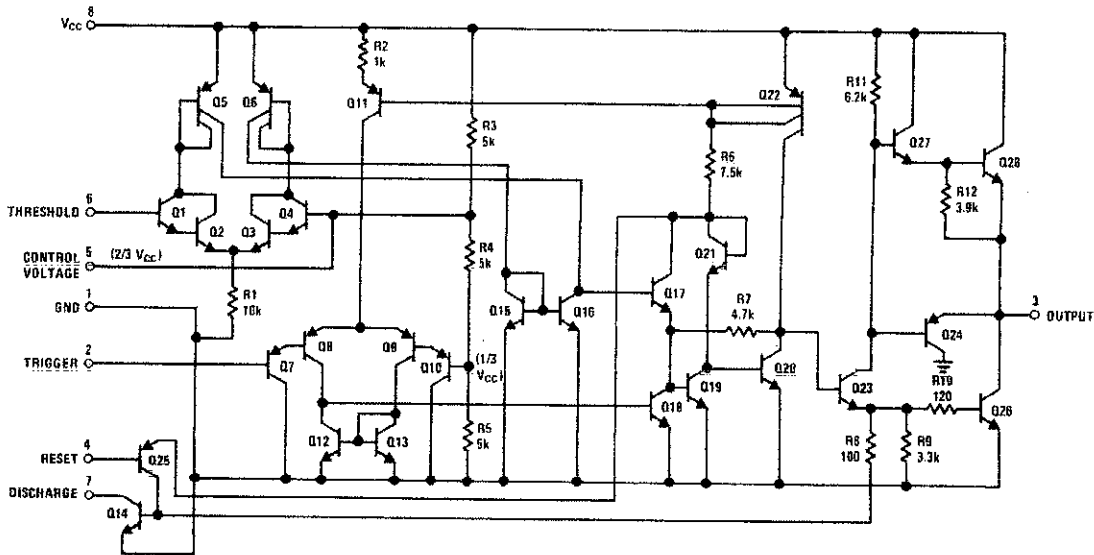 8
VCC
R2
1k
Q5
Q6
Q11
Q22
R11
6.2k
Q27
Q28
R3
5k
R6
7.5k
R12
3.9k
6
THRESHOLD
Q1
Q2
Q3
Q4
5
CONTROL
VOLTAGE
(2/3 VCC)
R4
5k
Q21
1
GND
R1
10k
Q15
Q16
Q17
R7
4.7k
3
OUTPUT
Q24
2
TRIGGER
Q7
Q8
Q9
Q10
(1/3
VCC)
Q18
Q19
Q20
Q23
R10
120
Q26
Q12
Q13
R5
5k
R8
100
R9
3.3k
4
RESET
Q25
7
DISCHARGE
Q14